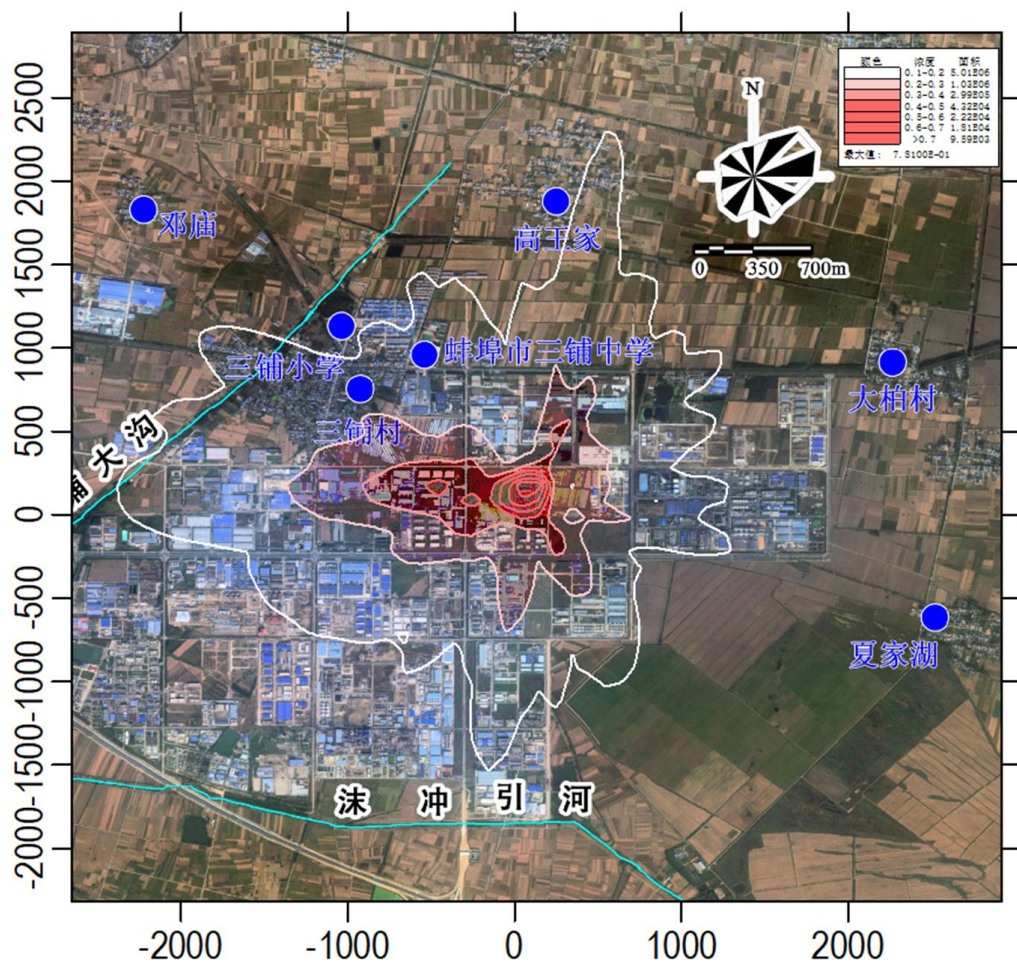 -2000 -1500 -1000 -500 0 500 1000 1500 2000 2500
颜色 浓度 面积
0.1-0.2 5.01E06
0.2-0.3 1.03E06
0.3-0.4 2.99E05
0.4-0.5 4.32E04
0.5-0.6 2.22E04
0.6-0.7 1.81E04
>0.7 9.59E03
最大值: 7.8100E-01
N
0 350 700m
邓庙
高王家
三铺小学
蚌埠市三铺中学
三铺村
大柏村
铺大沟
夏家湖
沫冲引河
-2000 -1000 0 1000 2000